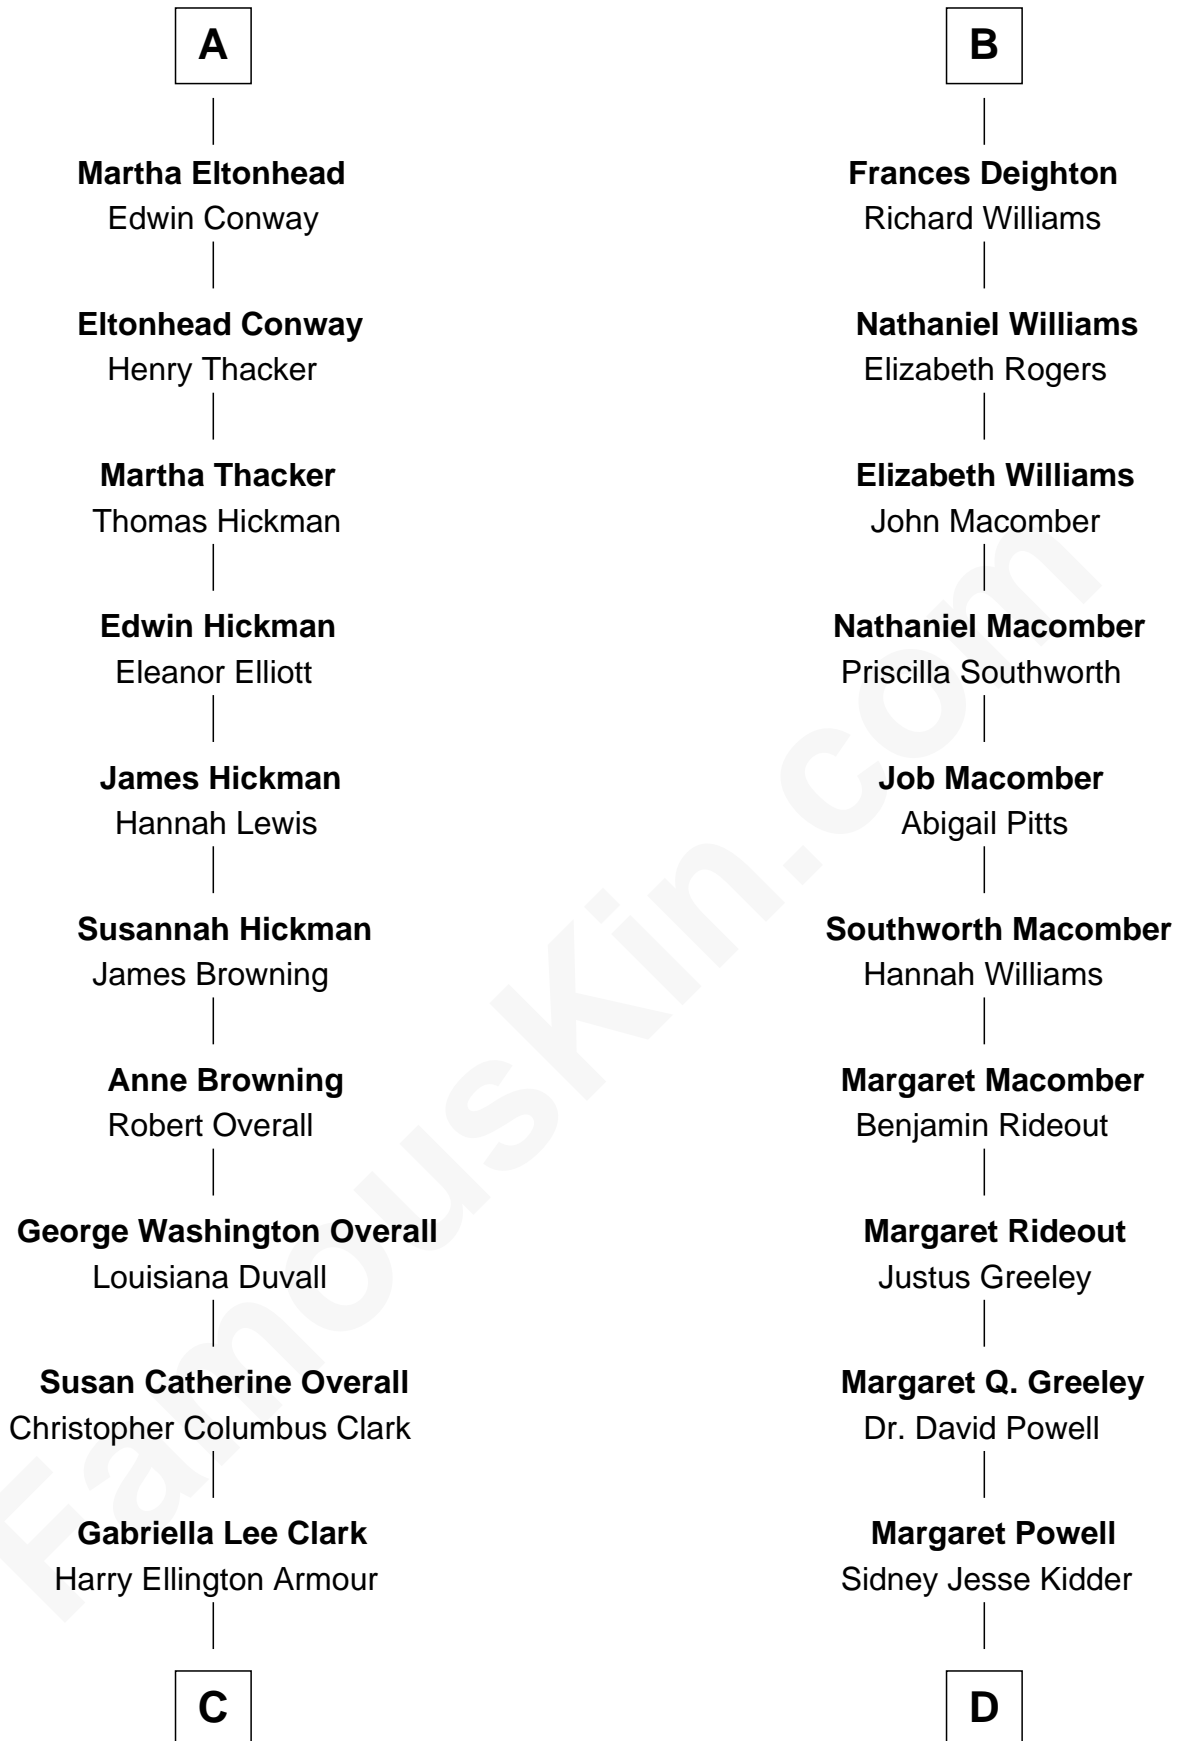 A
Martha Eltonhead
Edwin Conway
Eltonhead Conway
Henry Thacker
Martha Thacker
Thomas Hickman
Edwin Hickman
Eleanor Elliott
James Hickman
Hannah Lewis
Susannah Hickman
James Browning
Anne Browning
Robert Overall
George Washington Overall
Louisiana Duvall
Susan Catherine Overall
Christopher Columbus Clark
Gabriella Lee Clark
Harry Ellington Armour
C
B
Frances Deighton
Richard Williams
Nathaniel Williams
Elizabeth Rogers
Elizabeth Williams
John Macomber
Nathaniel Macomber
Priscilla Southworth
Job Macomber
Abigail Pitts
Southworth Macomber
Hannah Williams
Margaret Macomber
Benjamin Rideout
Margaret Rideout
Justus Greeley
Margaret Q. Greeley
Dr. David Powell
Margaret Powell
Sidney Jesse Kidder
D
FamousKin.com